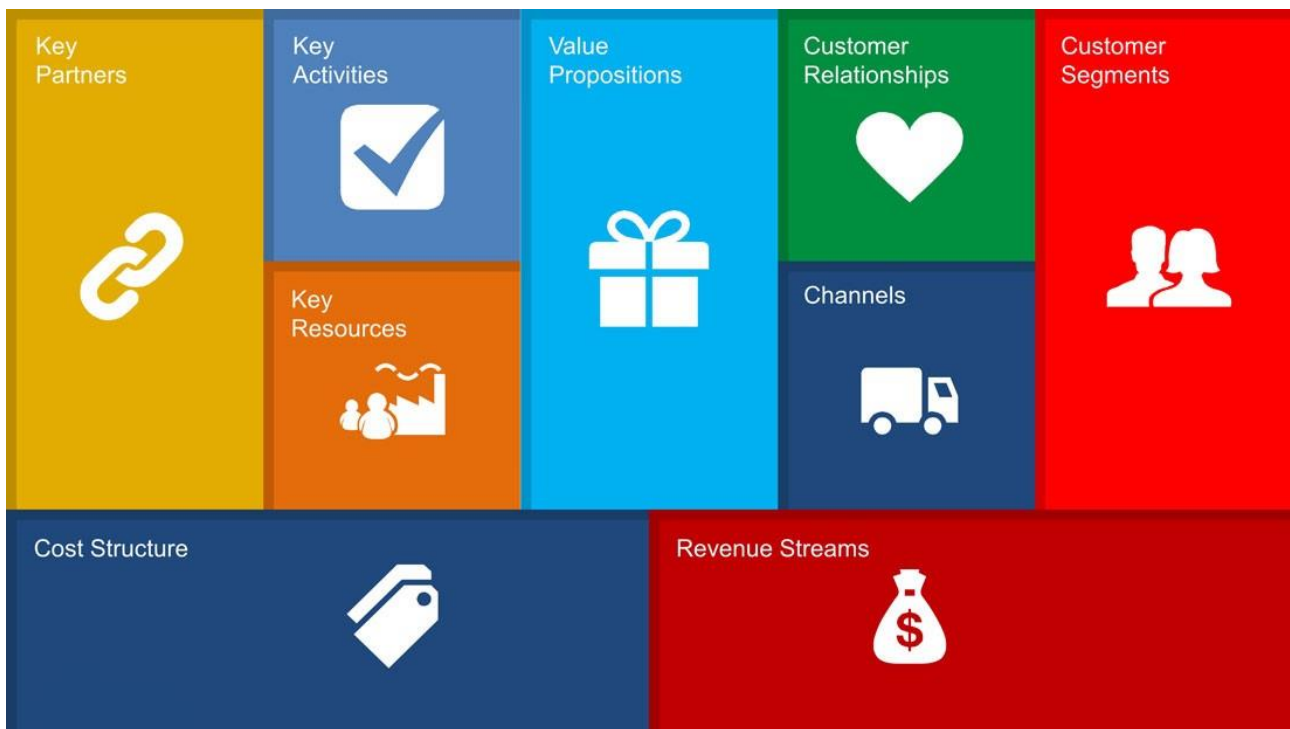 Key
Partners
Key
Activities
Key
Resources
Value
Propositions
Customer
Relationships
Channels
Customer
Segments
Cost Structure
Revenue Streams
$